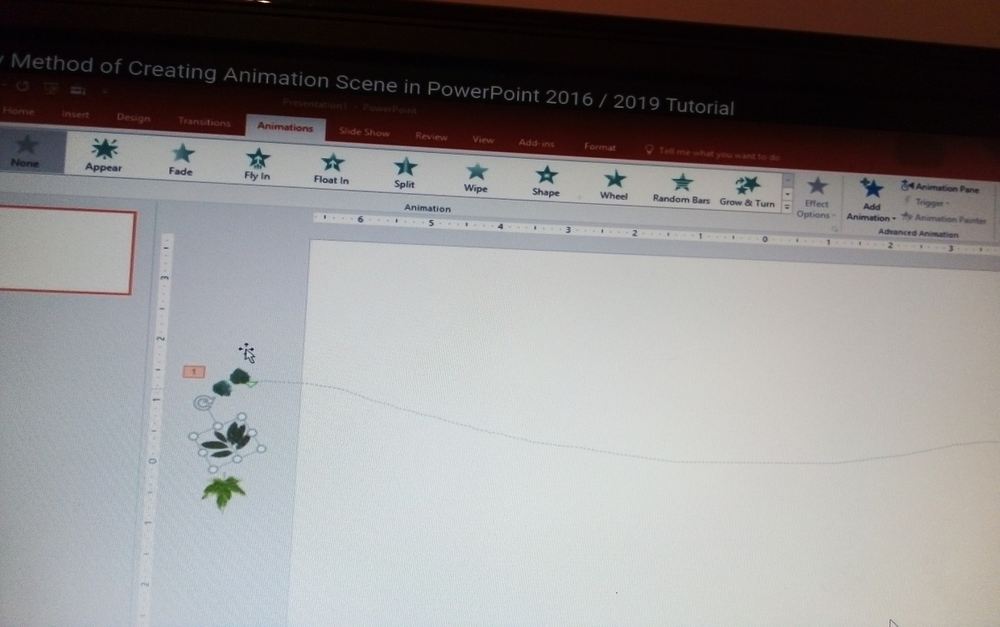 Method of Creating Animation Scene in PowerPoint 2016 / 2019 Tutorial
Presentation1 - PowerPoint
Home Insert Design Transitions Animations Slide Show Review View Add-ins Format Tell me what you want to do
None Appear Fade Fly In Float In Split Wipe Shape Wheel Random Bars Grow & Turn
Effect
Options
Add
Animation
Animation Pane
Trigger
Animation Painter
Animation
Advanced Animation
6 5 4 3 2 1 0 1 2 3
3
2
1
0
1
2
1